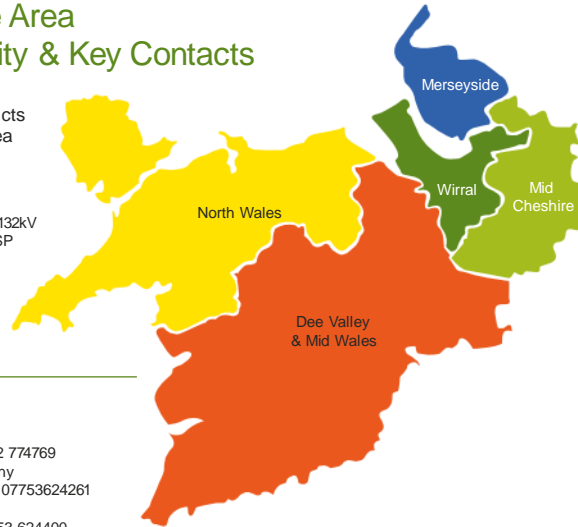 Area
ity & Key Contacts
cts
ea
132kV
SP
2 774769
ny
07753624261
Merseyside
Wirral
Mid
Cheshire
North Wales
Dee Valley
& Mid Wales